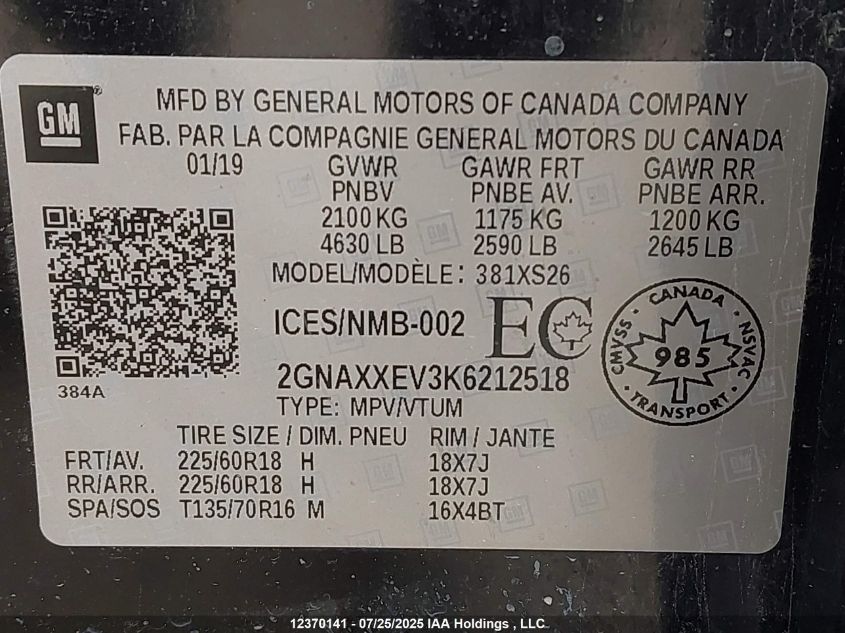 GM
MFD BY GENERAL MOTORS OF CANADA COMPANY
FAB. PAR LA COMPAGNIE GENERAL MOTORS DU CANADA
01/19 GVWR GAWR FRT GAWR RR
PNBV PNBE AV. PNBE ARR.
2100 KG 1175 KG 1200 KG
4630 LB 2590 LB 2645 LB
MODEL/MODÈLE: 381XS26
ICES/NMB-002 EC
CANADA
CMVSS 985 NSVAC
TRANSPORT
384A
2GNAXXEV3K6212518
TYPE: MPV/VTUM
TIRE SIZE / DIM. PNEU RIM / JANTE
FRT/AV. 225/60R18 H 18X7J
RR/ARR. 225/60R18 H 18X7J
SPA/SOS T135/70R16 M 16X4BT
12370141 - 07/25/2025 IAA Holdings , LLC